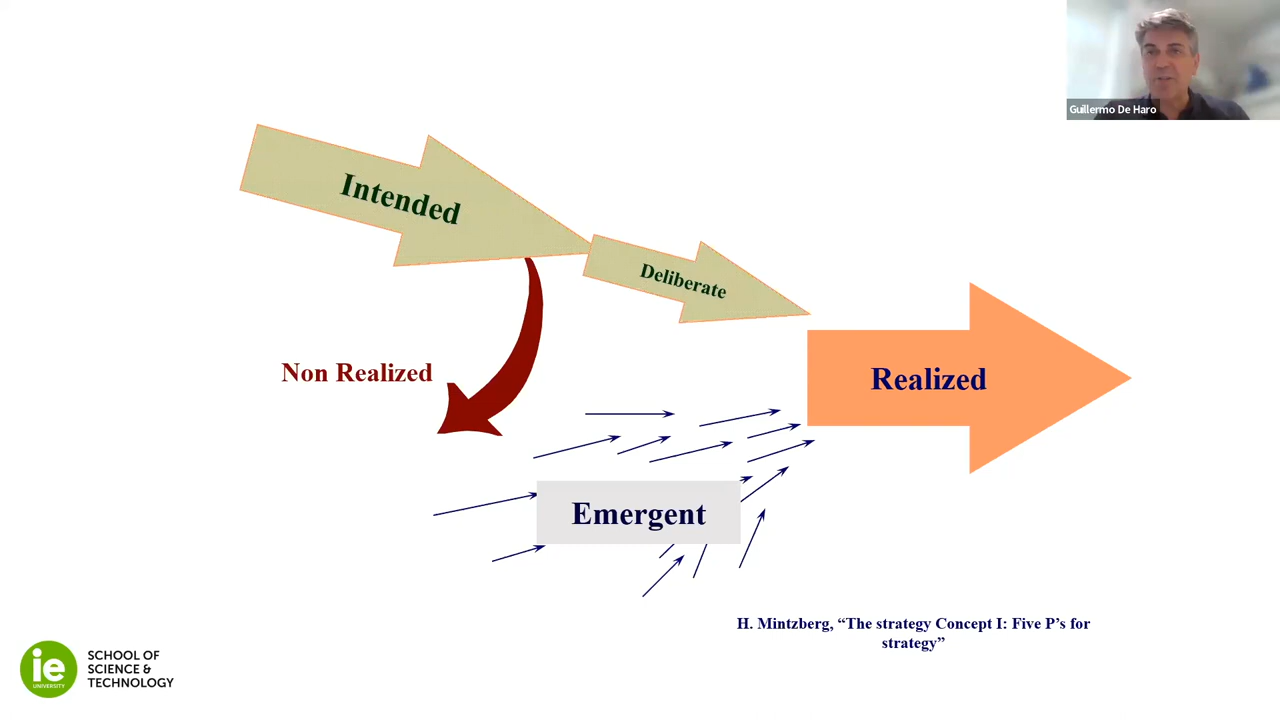 Guillermo De Haro
Intended
Deliberate
Non Realized
Realized
Emergent
H. Mintzberg, “The strategy Concept I: Five P’s for
strategy”
ie
UNIVERSITY
SCHOOL OF
SCIENCE &
TECHNOLOGY